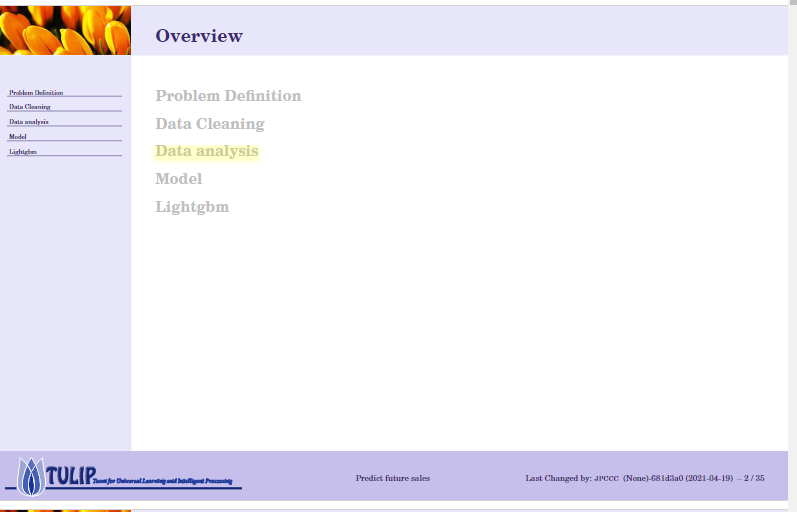 Overview
Problem Definition
Data Cleaning
Data analysis
Model
Lightgbm
Problem Definition
Data Cleaning
Data analysis
Model
Lightgbm
TULIP Team for Universal Learning and Intelligent Processing
Predict future sales
Last Changed by: JPCCC (None)-681d3a0 (2021-04-19) – 2 / 35